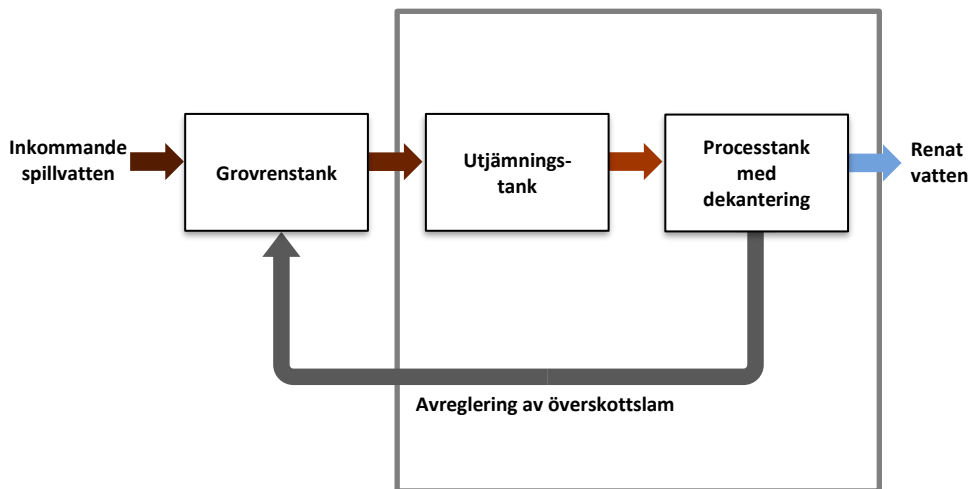 Inkommande
spillvatten
Grovrenstank
Utjämnings-
tank
Processtank
med
dekantering
Renat
vatten
Avreglering av överskottslam